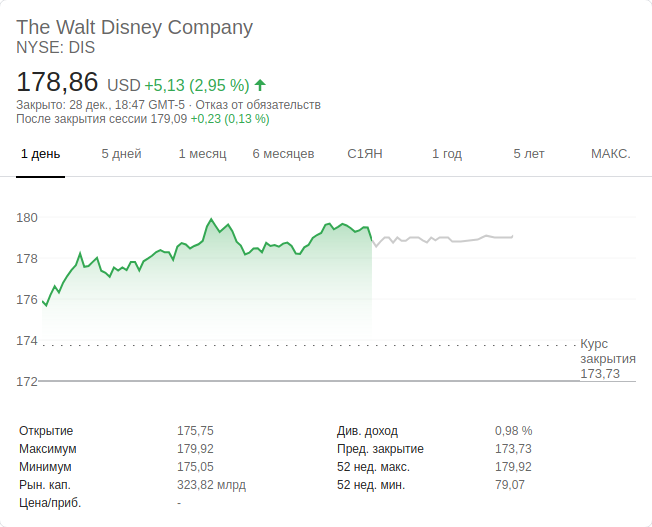 The Walt Disney Company
NYSE: DIS
178,86 USD +5,13 (2,95 %)
Закрыто: 28 дек., 18:47 GMT-5 · Отказ от обязательств
После закрытия сессии 179,09 +0,23 (0,13 %)
1 день 5 дней 1 месяц 6 месяцев С1ЯН 1 год 5 лет МАКС.
180
178
176
174
172
Курс
закрытия
173,73
Открытие 175,75 Див. доход 0,98 %
Максимум 179,92 Пред. закрытие 173,73
Минимум 175,05 52 нед. макс. 179,92
Рын. кап. 323,82 млрд 52 нед. мин. 79,07
Цена/приб. -